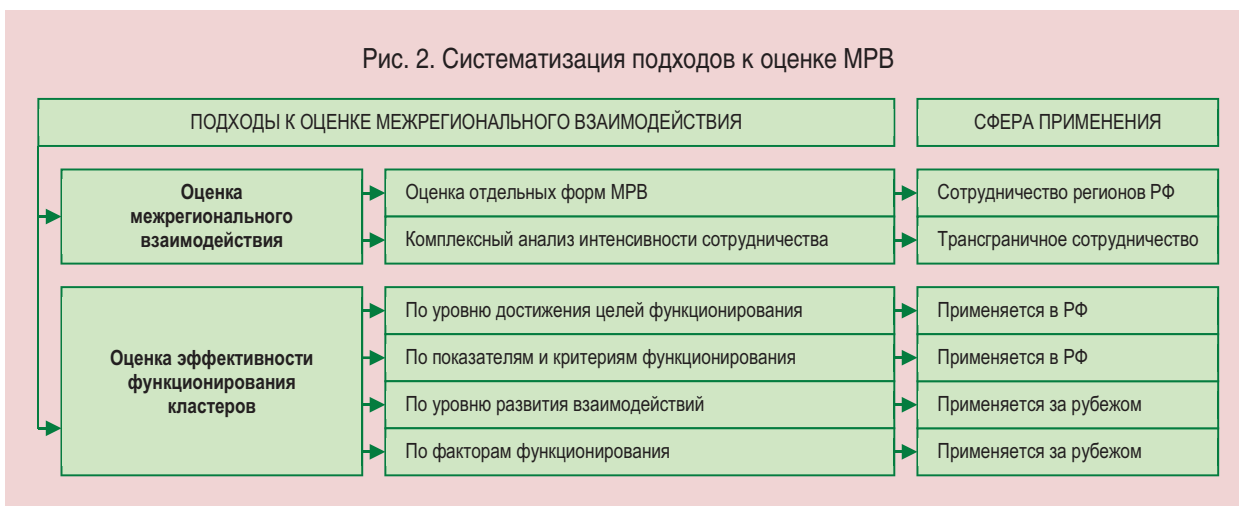 Рис. 2. Систематизация подходов к оценке МРВ
ПОДХОДЫ К ОЦЕНКЕ МЕЖРЕГИОНАЛЬНОГО ВЗАИМОДЕЙСТВИЯ
СФЕРА ПРИМЕНЕНИЯ
Оценка
межрегионального
взаимодействия
Оценка отдельных форм МРВ
Сотрудничество регионов РФ
Комплексный анализ интенсивности сотрудничества
Трансграничное сотрудничество
Оценка эффективности
функционирования
кластеров
По уровню достижения целей функционирования
Применяется в РФ
По показателям и критериям функционирования
Применяется в РФ
По уровню развития взаимодействий
Применяется за рубежом
По факторам функционирования
Применяется за рубежом